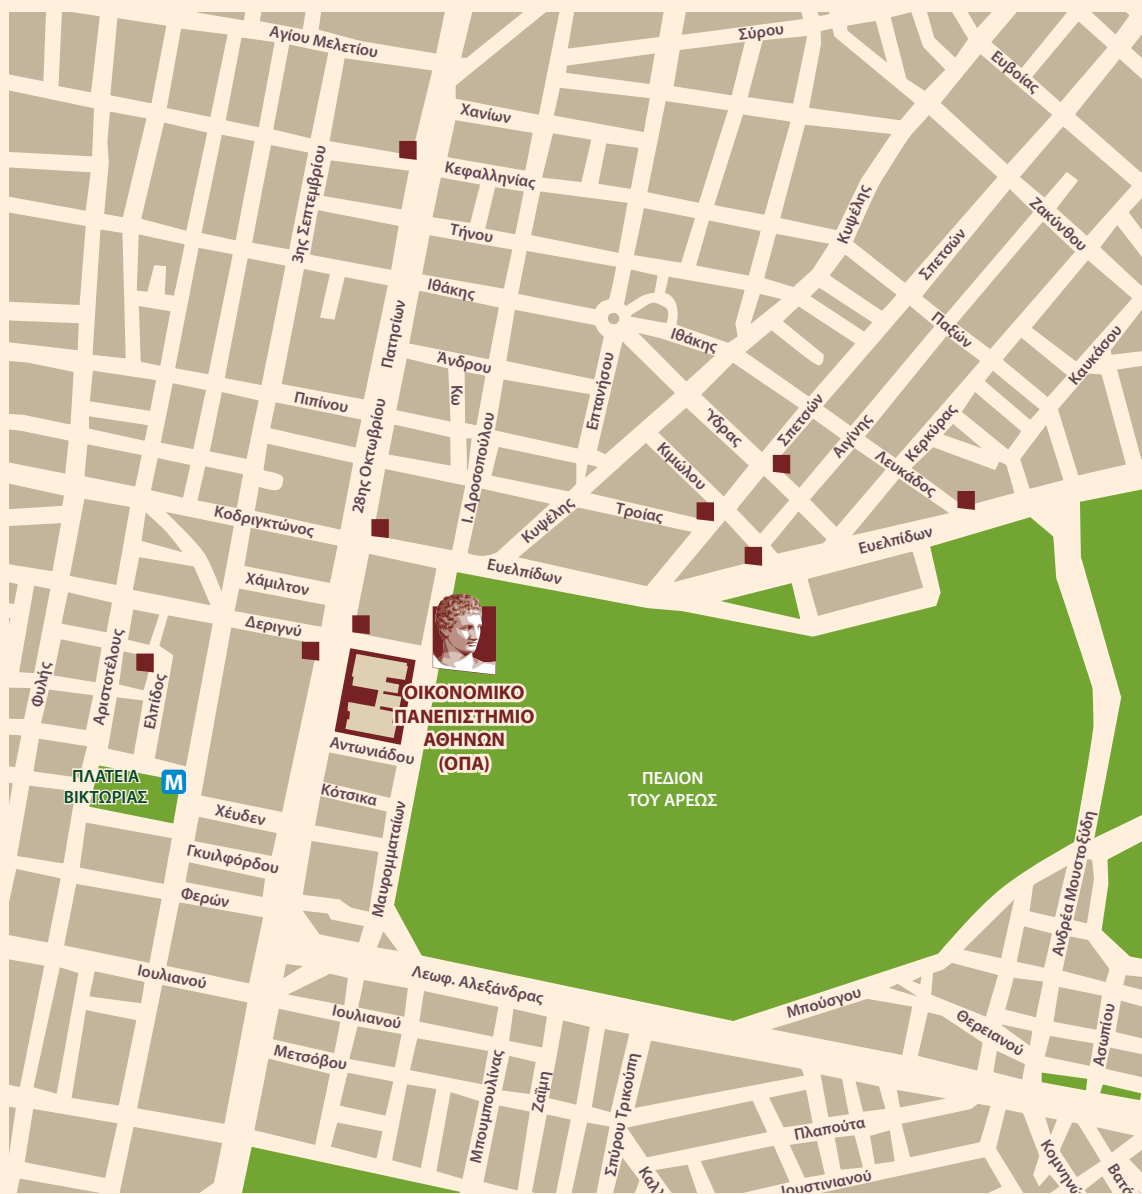 Αγίου Μελετίου
Σύρου
Ευβοίας
Χανίων
Κεφαλληνίας
3ης Σεπτεμβρίου
Κυψέλης
Ζακύνθου
Τήνου
Σπετσών
Ιθάκης
Πατησίων
Ιθάκης
Παξών
Καυκάσου
Άνδρου
Κω
Πιπίνου
Επτανήσου
Ύδρας
Σπετσών
Αιγίνης
Κερκύρας
28ης Οκτωβρίου
Ι. Δροσοπούλου
Κιμώλου
Λευκάδος
Κοδριγκτώνος
Κυψέλης
Τροίας
Ευελπίδων
Ευελπίδων
Χάμιλτον
Δεριγνύ
Φυλής
Αριστοτέλους
Ελπίδος
ΟΙΚΟΝΟΜΙΚΟ
ΠΑΝΕΠΙΣΤΗΜΙΟ
ΑΘΗΝΩΝ
(ΟΠΑ)
Αντωνιάδου
ΠΛΑΤΕΙΑ
ΒΙΚΤΩΡΙΑΣ
M
ΠΕΔΙΟΝ
ΤΟΥ ΑΡΕΩΣ
Κότσικα
Χέυδεν
Μαυρομματαίων
Γκυιλφόρδου
Φερών
Ανδρέα Μουστοξύδη
Ιουλιανού
Λεωφ. Αλεξάνδρας
Μπούσγου
Ιουλιανού
Θερειανού
Ασωπίου
Μετσόβου
Μπουμπουλίνας
Ζαΐμη
Σπύρου Τρικούπη
Πλαπούτα
Ιουστινιανού